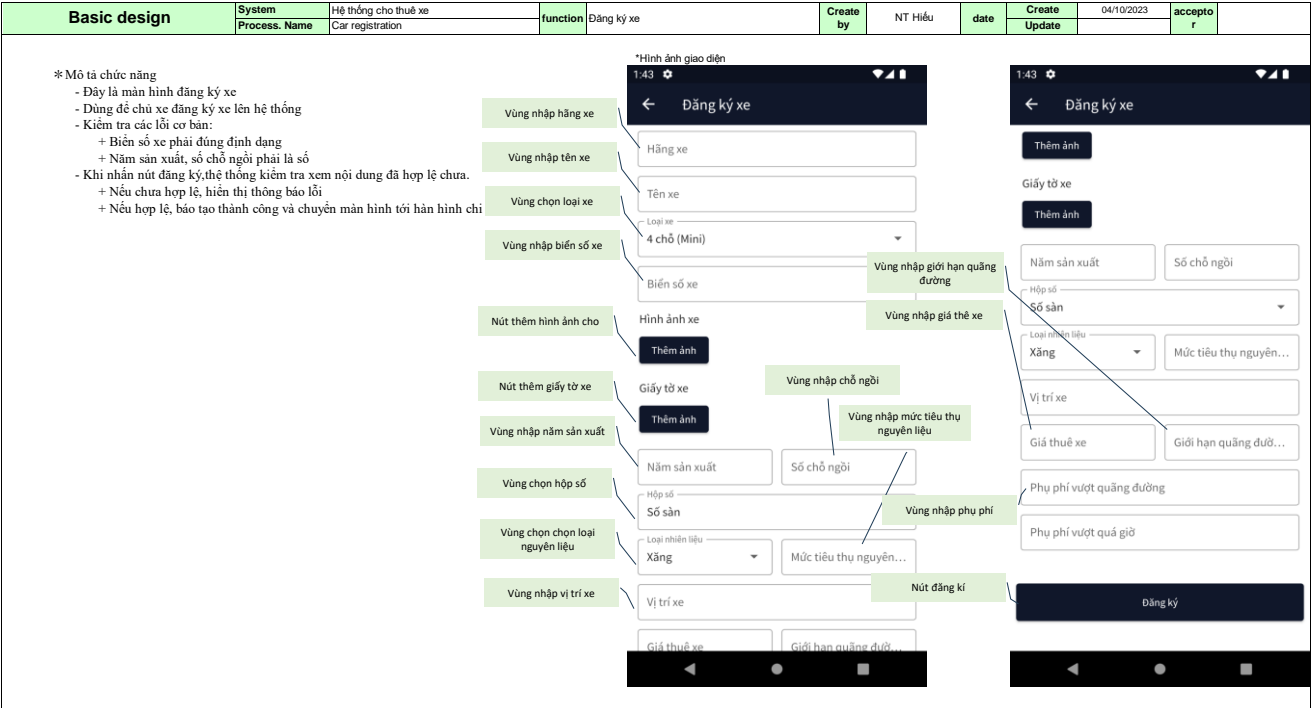 Basic design
System
Hệ thống cho thuê xe
Process. Name
Car registration
function
Đăng ký xe
Create by
NT Hiếu
date
Create
04/10/2023
Update
accepto
r
*Hình ảnh giao diện
＊Mô tả chức năng
- Đây là màn hình đăng ký xe
- Dùng để chủ xe đăng ký xe lên hệ thống
- Kiểm tra các lỗi cơ bản:
+ Biển số xe phải đúng định dạng
+ Năm sản xuất, số chỗ ngồi phải là số
- Khi nhấn nút đăng ký,thệ thống kiểm tra xem nội dung đã hợp lệ chưa.
+ Nếu chưa hợp lệ, hiển thị thông báo lỗi
+ Nếu hợp lệ, báo tạo thành công và chuyển màn hình tới hàn hình chi
Vùng nhập hãng xe
Vùng nhập tên xe
Vùng chọn loại xe
Vùng nhập biển số xe
Nút thêm hình ảnh cho
Nút thêm giấy tờ xe
Vùng nhập năm sản xuất
Vùng chọn hộp số
Vùng chọn chọn loại
nguyên liệu
Vùng nhập vị trí xe
1:43
Đăng ký xe
Hãng xe
Tên xe
Loại xe
4 chỗ (Mini)
Biển số xe
Hình ảnh xe
Thêm ảnh
Giấy tờ xe
Thêm ảnh
Năm sản xuất
Số chỗ ngồi
Hộp số
Số sàn
Loại nhiên liệu
Xăng
Mức tiêu thụ nguyên...
Vị trí xe
Giá thuê xe
Giới hạn quãng đườ...
Vùng nhập chỗ ngồi
Vùng nhập mức tiêu thụ
nguyên liệu
Vùng nhập giới hạn quãng
đường
Vùng nhập giá thê xe
Vùng nhập phụ phí
Nút đăng kí
1:43
Đăng ký xe
Thêm ảnh
Giấy tờ xe
Thêm ảnh
Năm sản xuất
Số chỗ ngồi
Hộp số
Số sàn
Loại nhiên liệu
Xăng
Mức tiêu thụ nguyên...
Vị trí xe
Giá thuê xe
Giới hạn quãng đườ...
Phụ phí vượt quãng đường
Phụ phí vượt quá giờ
Đăng ký